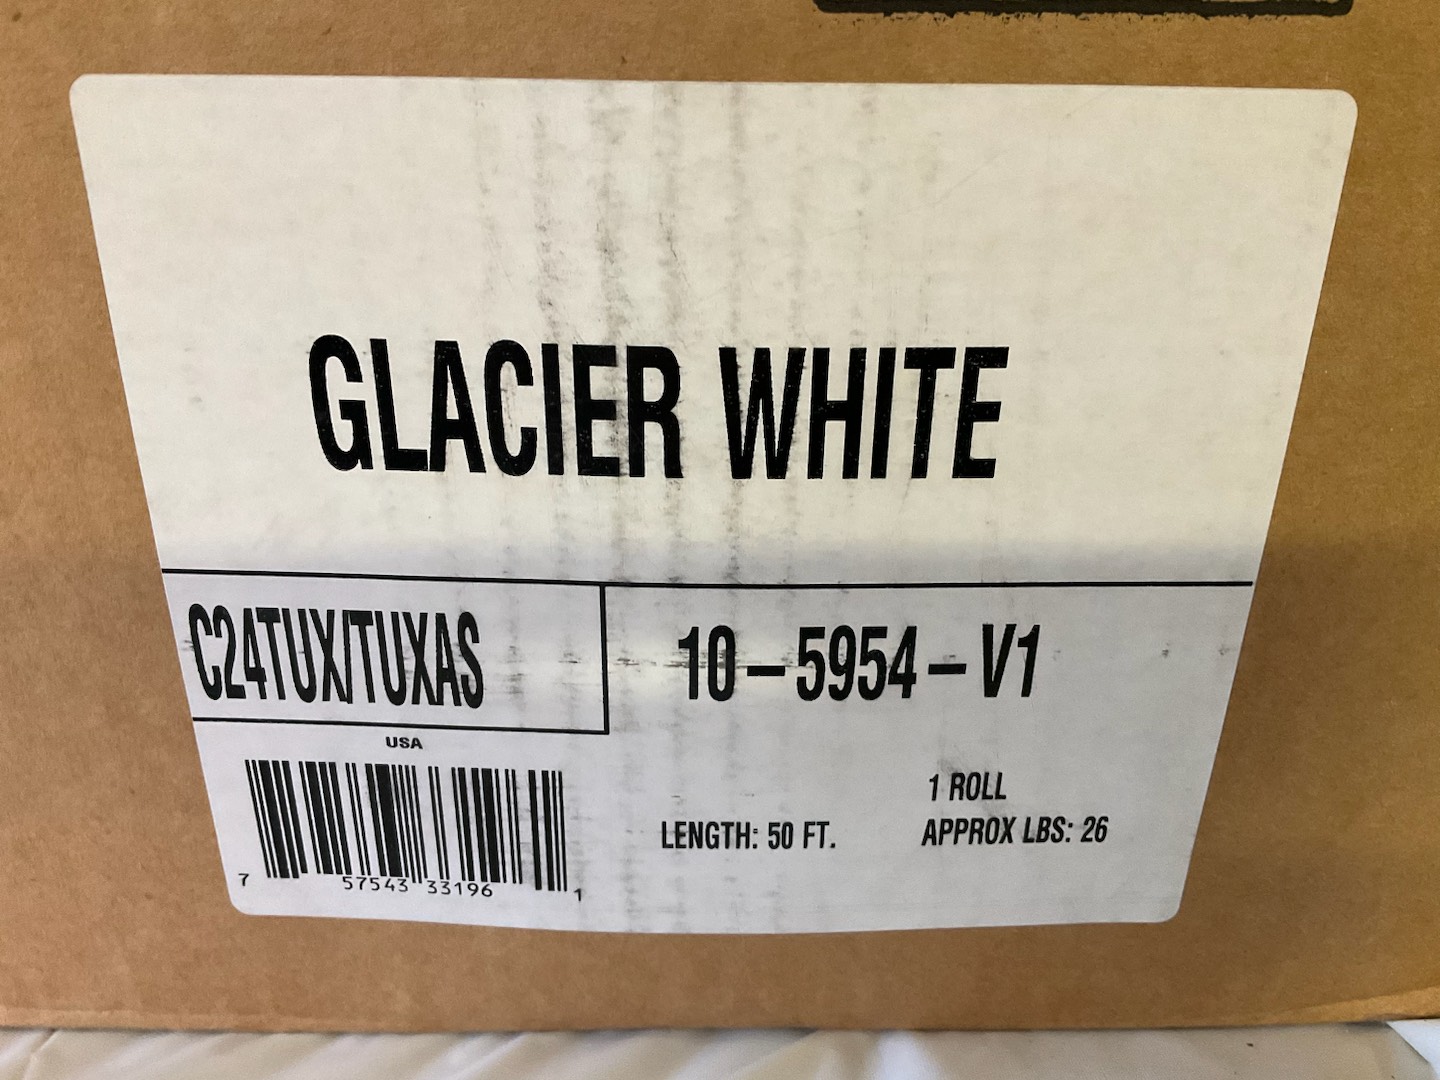 GLACIER WHITE
C24TUX/TUXAS
10-5954-V1
USA
1 ROLL
LENGTH: 50 FT.
APPROX LBS: 26
7 57543 33196 1